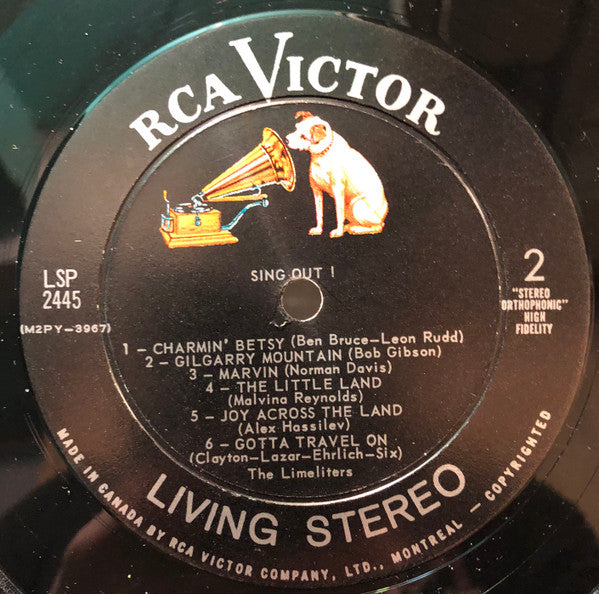 RCA VICTOR
SING OUT !
LSP
2445
(M2PY-3967)
2
"STEREO
ORTHOPHONIC"
HIGH
FIDELITY
1 - CHARMIN' BETSY (Ben Bruce-Leon Rudd)
2 - GILGARRY MOUNTAIN (Bob Gibson)
3 - MARVIN (Norman Davis)
4 - THE LITTLE LAND
(Malvina Reynolds)
5 - JOY ACROSS THE LAND
(Alex Hassilev)
6 - GOTTA TRAVEL ON
(Clayton-Lazar-Ehrlich-Six)
The Limeliters
LIVING STEREO
MADE IN CANADA BY RCA VICTOR COMPANY, LTD., MONTREAL - COPYRIGHTED